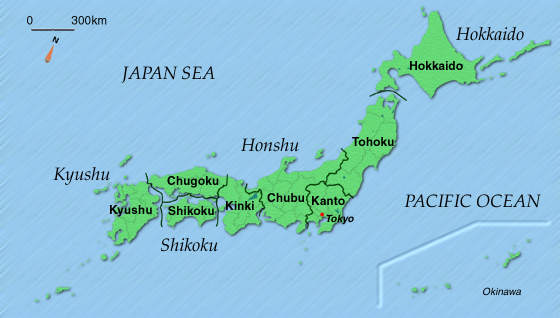 0 300km
N
Hokkaido
JAPAN SEA
Hokkaido
Tohoku
Honshu
Kyushu
Chugoku
Kyushu
Shikoku
Kinki
Chubu
Kanto
PACIFIC OCEAN
Tokyo
Shikoku
Okinawa